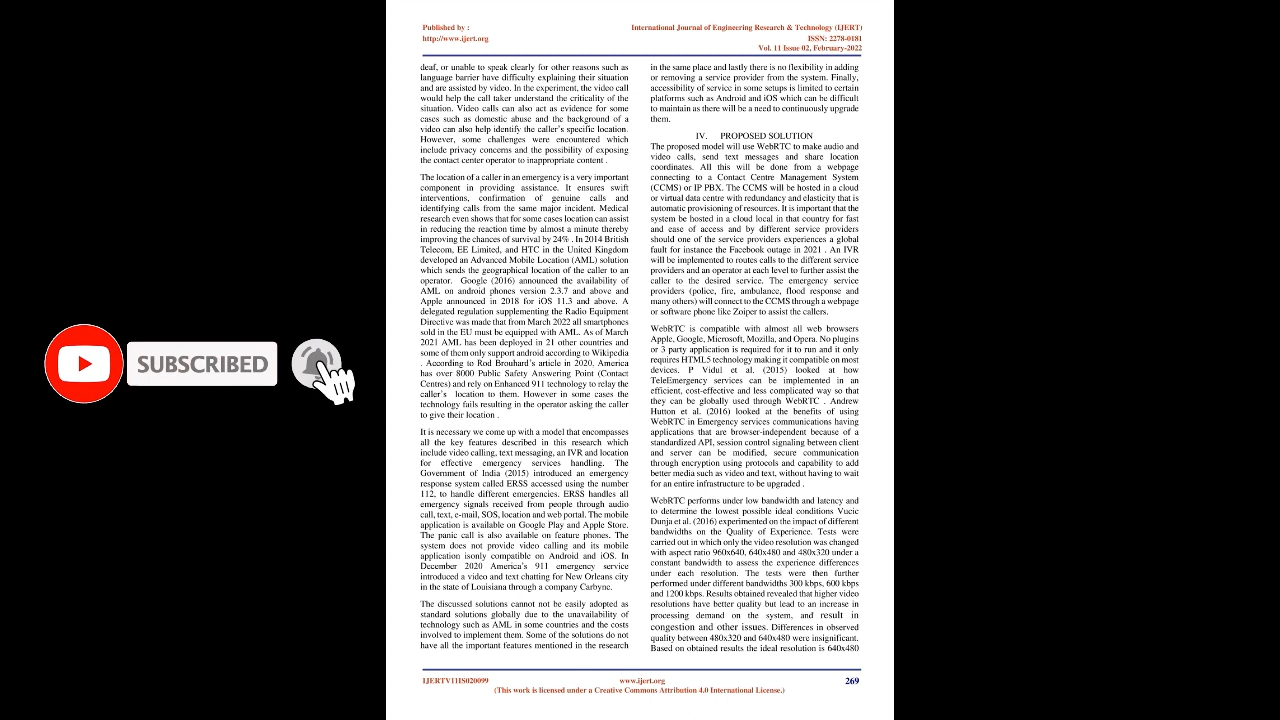 Published by :
http://www.ijert.org
International Journal of Engineering Research & Technology (IJERT)
ISSN: 2278-0181
Vol. 11 Issue 02, February-2022
deaf, or unable to speak clearly for other reasons such as
language barrier have difficulty explaining their situation
and are assisted by video. In the experiment, the video call
would help the call taker understand the criticality of the
situation. Video calls can also act as evidence for some
cases such as domestic abuse and the background of a
video can also help identify the caller's specific location.
However, some challenges were encountered which
include privacy concerns and the possibility of exposing
the contact center operator to inappropriate content .
The location of a caller in an emergency is a very important
component in providing assistance. It ensures swift
interventions, confirmation of genuine calls and
identifying calls from the same major incident. Medical
research even shows that for some cases location can assist
in reducing the reaction time by almost a minute thereby
improving the chances of survival by 24% . In 2014 British
Telecom, EE Limited, and HTC in the United Kingdom
developed an Advanced Mobile Location (AML) solution
which sends the geographical location of the caller to an
operator. Google (2016) announced the availability of
AML on android phones version 2.3.7 and above and
Apple announced in 2018 for iOS 11.3 and above. A
delegated regulation supplementing the Radio Equipment
Directive was made that from March 2022 all smartphones
sold in the EU must be equipped with AML. As of March
2021 AML has been deployed in 21 other countries and
some of them only support android according to Wikipedia
. According to Rod Brouhard's article in 2020, America
has over 8000 Public Safety Answering Point (Contact
Centres) and rely on Enhanced 911 technology to relay the
caller's location to them. However in some cases the
technology fails resulting in the operator asking the caller
to give their location .
It is necessary we come up with a model that encompasses
all the key features described in this research which
include video calling, text messaging, an IVR and location
for effective emergency services handling. The
Government of India (2015) introduced an emergency
response system called ERSS accessed using the number
112, to handle different emergencies. ERSS handles all
emergency signals received from people through audio
call, text, e-mail, SOS, location and web portal. The mobile
application is available on Google Play and Apple Store.
The panic call is also available on feature phones. The
system does not provide video calling and its mobile
application isonly compatible on Android and iOS. In
December 2020 America's 911 emergency service
introduced a video and text chatting for New Orleans city
in the state of Louisiana through a company Carbyne.
The discussed solutions cannot be easily adopted as
standard solutions globally due to the unavailability of
technology such as AML in some countries and the costs
involved to implement them. Some of the solutions do not
have all the important features mentioned in the research
in the same place and lastly there is no flexibility in adding
or removing a service provider from the system. Finally,
accessibility of service in some setups is limited to certain
platforms such as Android and iOS which can be difficult
to maintain as there will be a need to continuously upgrade
them.
IV. PROPOSED SOLUTION
The proposed model will use WebRTC to make audio and
video calls, send text messages and share location
coordinates. All this will be done from a webpage
connecting to a Contact Centre Management System
(CCMS) or IP PBX. The CCMS will be hosted in a cloud
or virtual data centre with redundancy and elasticity that is
automatic provisioning of resources. It is important that the
system be hosted in a cloud local in that country for fast
and ease of access and by different service providers
should one of the service providers experiences a global
fault for instance the Facebook outage in 2021 . An IVR
will be implemented to routes calls to the different service
providers and an operator at each level to further assist the
caller to the desired service. The emergency service
providers (police, fire, ambulance, flood response and
many others) will connect to the CCMS through a webpage
or software phone like Zoiper to assist the callers.
WebRTC is compatible with almost all web browsers
Apple, Google, Microsoft, Mozilla, and Opera. No plugins
or 3 party application is required for it to run and it only
requires HTML5 technology making it compatible on most
devices. P Vidul et al. (2015) looked at how
TeleEmergency services can be implemented in an
efficient, cost-effective and less complicated way so that
they can be globally used through WebRTC . Andrew
Hutton et al. (2016) looked at the benefits of using
WebRTC in Emergency services communications having
applications that are browser-independent because of a
standardized API, session control signaling between client
and server can be modified, secure communication
through encryption using protocols and capability to add
better media such as video and text, without having to wait
for an entire infrastructure to be upgraded .
WebRTC performs under low bandwidth and latency and
to determine the lowest possible ideal conditions Vucic
Dunja et al. (2016) experimented on the impact of different
bandwidths on the Quality of Experience. Tests were
carried out in which only the video resolution was changed
with aspect ratio 960x640, 640x480 and 480x320 under a
constant bandwidth to assess the experience differences
under each resolution. The tests were then further
performed under different bandwidths 300 kbps, 600 kbps
and 1200 kbps. Results obtained revealed that higher video
resolutions have better quality but lead to an increase in
processing demand on the system, and result in
congestion and other issues. Differences in observed
quality between 480x320 and 640x480 were insignificant.
Based on obtained results the ideal resolution is 640x480
SUBSCRIBED
IJERTV11IS020099
www.ijert.org
269
(This work is licensed under a Creative Commons Attribution 4.0 International License.)